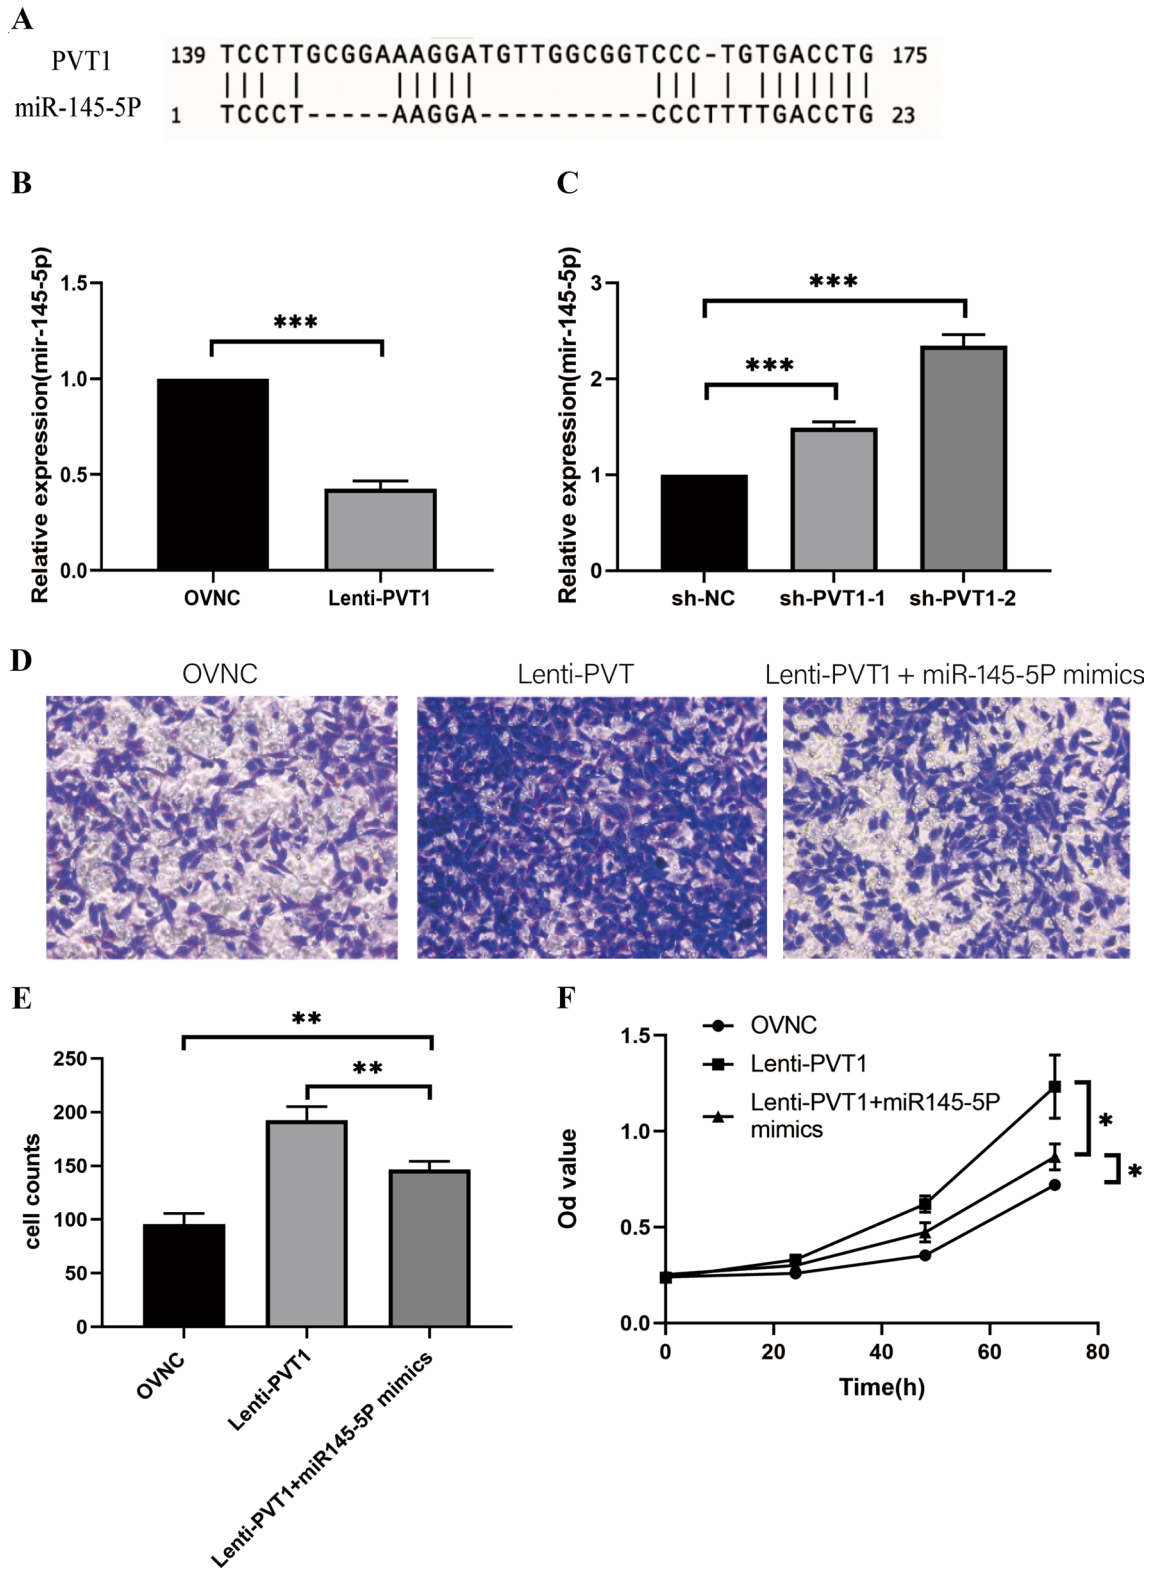 A
PVT1
139 TCCTTGCGGAAAGGATGTTGGCGGTCCC-TGTGACCTG 175
miR-145-5P
1 TCCCT-----AAGGA----------CCCTTTTGACCTG 23
B
Relative expression(mir-145-5p)
1.5
1.0
0.5
0.0
***
OVNC Lenti-PVT1
C
Relative expression(mir-145-5p)
3
2
1
0
***
***
sh-NC sh-PVT1-1 sh-PVT1-2
D
OVNC Lenti-PVT Lenti-PVT1 + miR-145-5P mimics
E
cell counts
250
200
150
100
50
0
**
**
OVNC
Lenti-PVT1
Lenti-PVT1+miR145-5P mimics
F
OVNC
Lenti-PVT1
Lenti-PVT1+miR145-5P
mimics
Od value
1.5
1.0
0.5
0.0
*
*
0 20 40 60 80
Time(h)